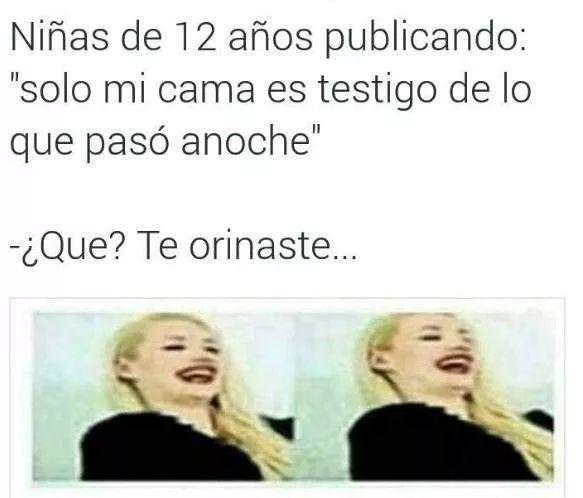 Niñas de 12 años publicando:
"solo mi cama es testigo de lo
que pasó anoche"
-¿Que? Te orinaste...